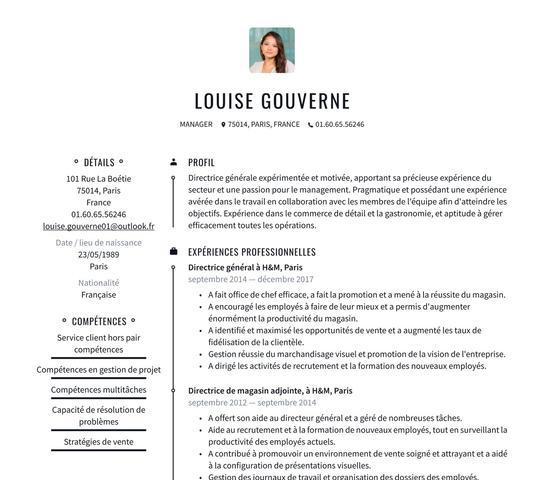 LOUISE GOUVERNE
MANAGER 75014, PARIS, FRANCE 01.60.65.56246
DÉTAILS
101 Rue La Boétie
75014, Paris
France
01.60.65.56246
louise.gouverne01@outlook.fr
Date / lieu de naissance
23/05/1989
Paris
Nationalité
Française
COMPÉTENCES
Service client hors pair
compétences
Compétences en gestion de projet
Compétences multitâches
Capacité de résolution de
problèmes
Stratégies de vente
PROFIL
Directrice générale expérimentée et motivée, apportant sa précieuse expérience du
secteur et une passion pour le management. Pragmatique et possédant une expérience
avérée dans le travail en collaboration avec les membres de l'équipe afin d'atteindre les
objectifs. Expérience dans le commerce de détail et la gastronomie, et aptitude à gérer
efficacement toutes les opérations.
EXPÉRIENCES PROFESSIONNELLES
Directrice général à H&M, Paris
septembre 2014 — décembre 2017
• A fait office de chef efficace, a fait la promotion et a mené à la réussite du magasin.
• A encouragé les employés à faire de leur mieux et a permis d'augmenter
énormément la productivité du magasin.
• A identifié et maximisé les opportunités de vente et a augmenté les taux de
fidélisation de la clientèle.
• Gestion réussie du marchandisage visuel et promotion de la vision de l'entreprise.
• A dirigé les activités de recrutement et la formation des nouveaux employés.
Directrice de magasin adjointe, à H&M, Paris
septembre 2012 — septembre 2014
• A offert son aide au directeur général et a géré de nombreuses tâches.
• Aide au recrutement et à la formation de nouveaux employés, tout en surveillant la
productivité des employés actuels.
• A contribué à promouvoir un environnement de vente soigné et attrayant et a aidé
à la configuration de présentations visuelles.
• Gestion des journaux de travail et organisation des dossiers des employés.